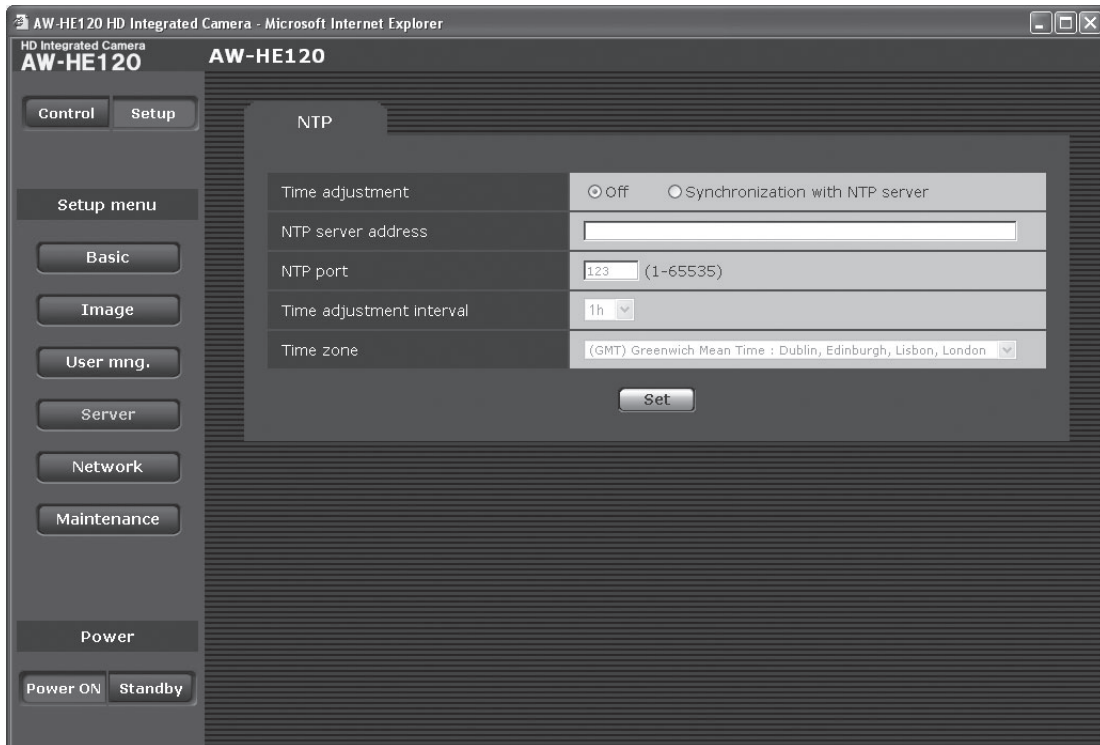 AW-HE120 HD Integrated Camera - Microsoft Internet Explorer
HD Integrated Camera
AW-HE120
AW-HE120
Control Setup
NTP
Setup menu
Basic
Image
User mng.
Server
Network
Maintenance
Power
Power ON Standby
Time adjustment Off Synchronization with NTP server
NTP server address
NTP port 123 (1-65535)
Time adjustment interval 1h
Time zone (GMT) Greenwich Mean Time : Dublin, Edinburgh, Lisbon, London
Set